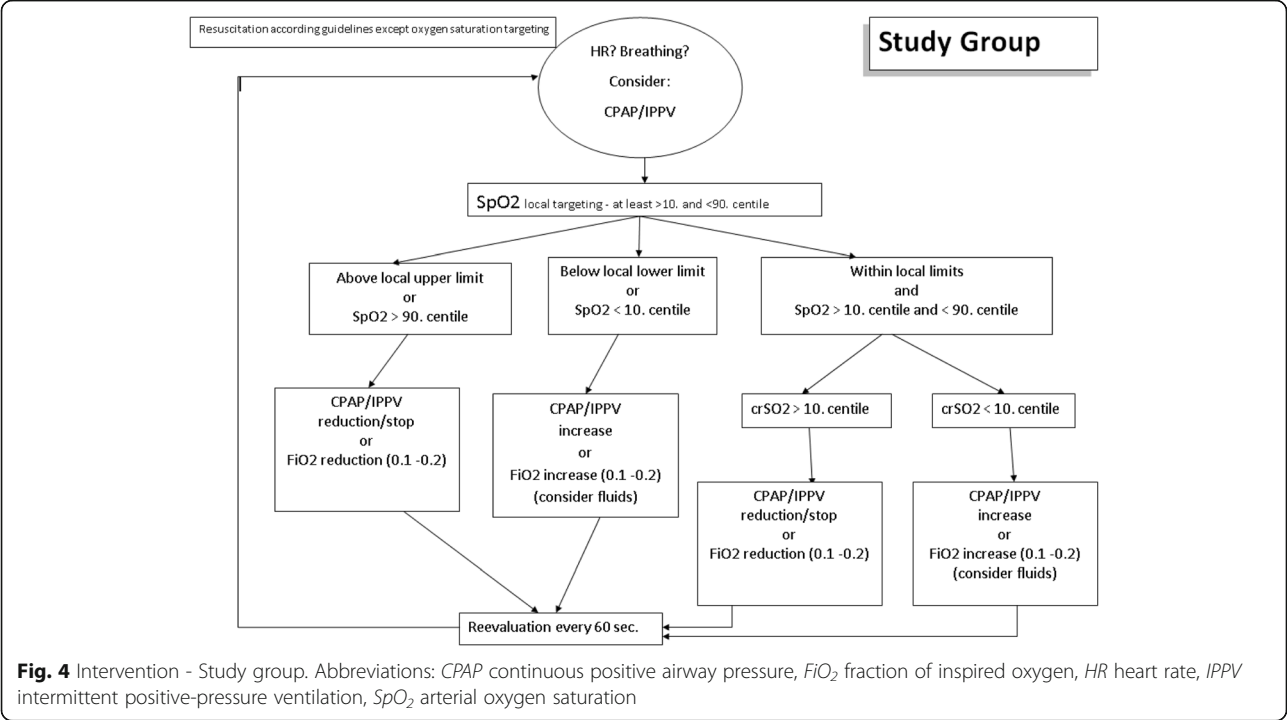 Resuscitation according guidelines except oxygen saturation targeting
Study Group
HR? Breathing?
Consider:
CPAP/IPPV
SpO2 local targeting - at least >10. and <90. centile
Above local upper limit
or
SpO2 > 90. centile
Below local lower limit
or
SpO2 < 10. centile
Within local limits
and
SpO2 > 10. centile and < 90. centile
CPAP/IPPV
reduction/stop
or
FiO2 reduction (0.1 -0.2)
CPAP/IPPV
increase
or
FiO2 increase (0.1 -0.2)
(consider fluids)
crSO2 > 10. centile
crSO2 < 10. centile
CPAP/IPPV
reduction/stop
or
FiO2 reduction (0.1 -0.2)
CPAP/IPPV
increase
or
FiO2 increase (0.1 -0.2)
(consider fluids)
Reevaluation every 60 sec.
Fig. 4 Intervention - Study group. Abbreviations: CPAP continuous positive airway pressure, FiO2 fraction of inspired oxygen, HR heart rate, IPPV
intermittent positive-pressure ventilation, SpO2 arterial oxygen saturation